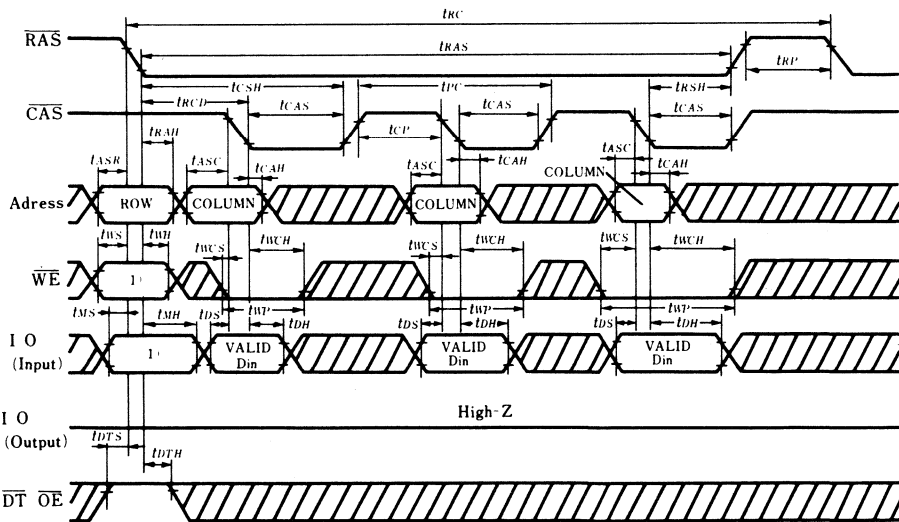 tRC
RAS
tRAS
tRP
tCSH
tPC
tRSH
tRCD
tCAS
tCAS
tCAS
CAS
tCP
tRAH
tASR
tASC
tCAH
tASC
tCAH
tASC
tCAH
COLUMN
Adress
ROW
COLUMN
COLUMN
tWS
tWH
tWCS
tWCH
tWCS
tWCH
tWCS
tWCH
WE
1)
tMS
tMH
tDS
tWP
tDH
tDS
tWP
tDH
tDS
tWP
tDH
I O
(Input)
1)
VALID
Din
VALID
Din
VALID
Din
I O
(Output)
High-Z
tDTS
tDTH
DT OE